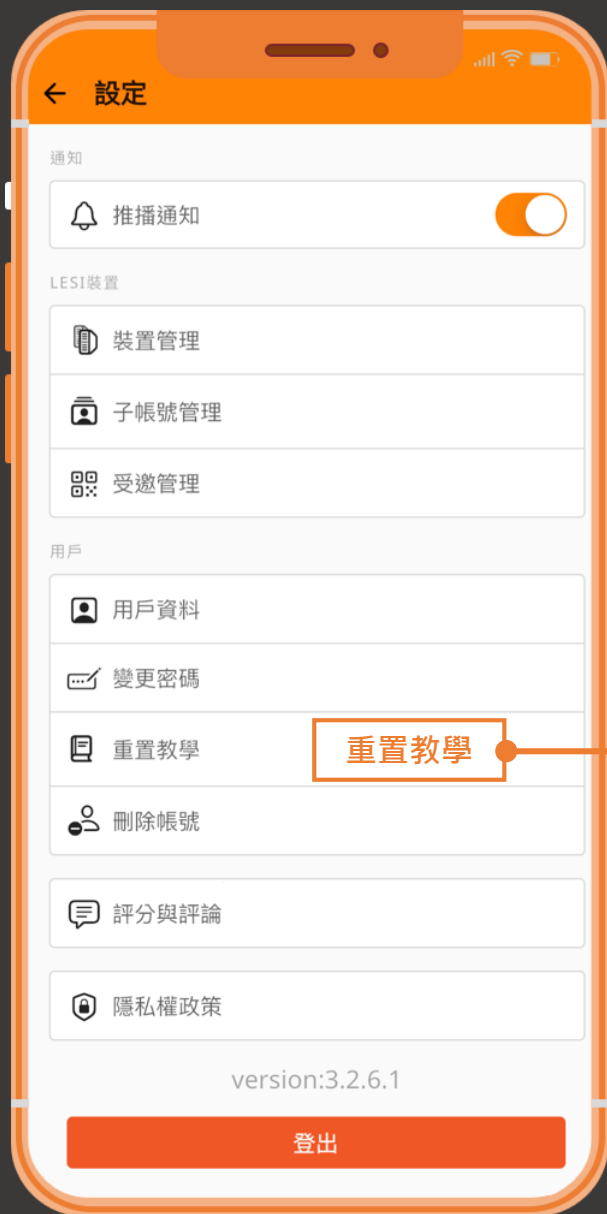 設定
通知
推播通知
LESI裝置
裝置管理
子帳號管理
受邀管理
用戶
用戶資料
變更密碼
重置教學 重置教學
刪除帳號
評分與評論
隱私權政策
version:3.2.6.1
登出